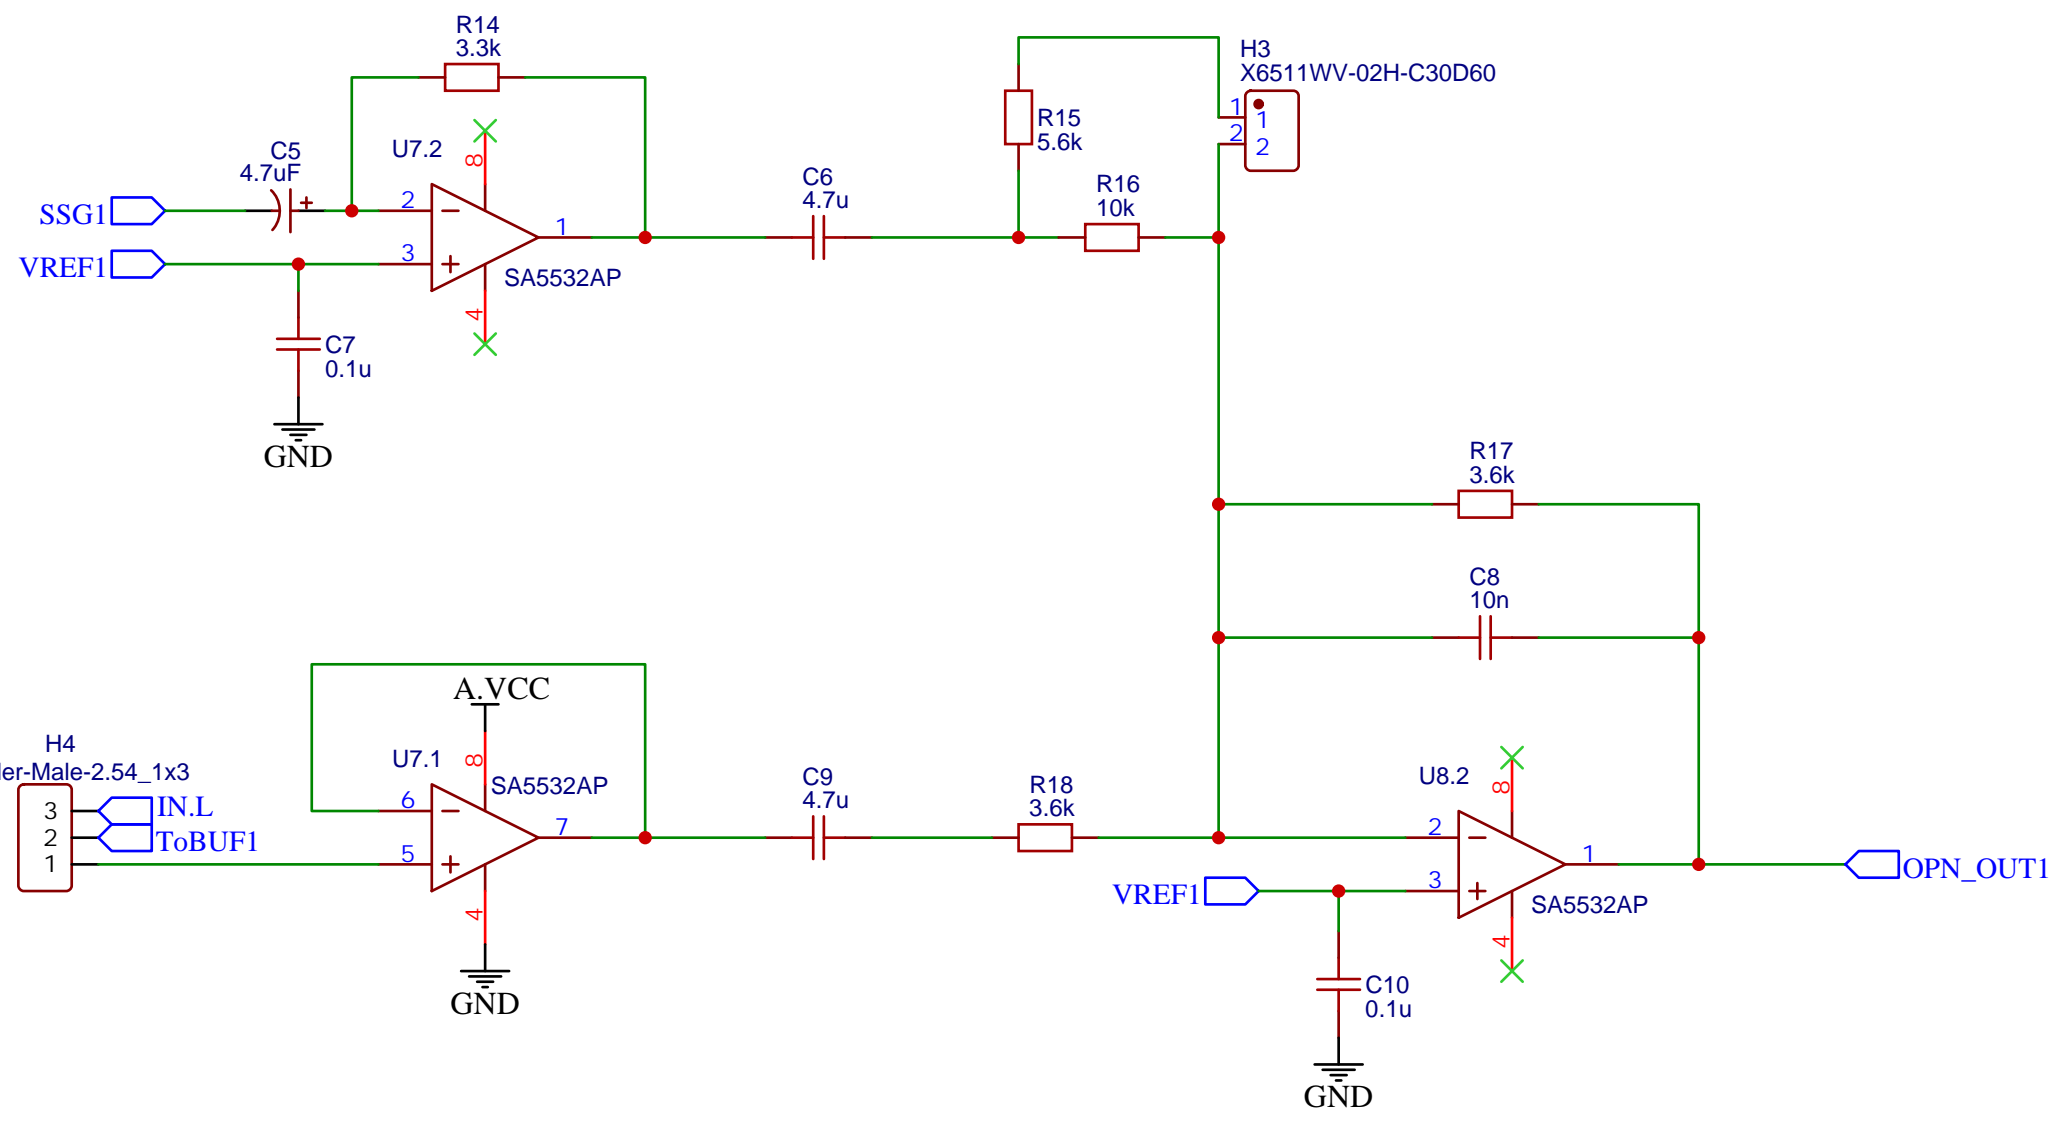 R14
3.3k
H3
X6511WV-02H-C30D60
1
1
2
2
R15
5.6k
U7.2
8
C5
4.7uF
+
SSG1
2
1
VREF1
3
SA5532AP
4
C6
4.7u
R16
10k
C7
0.1u
GND
R17
3.6k
C8
10n
A.VCC
H4
ler-Male-2.54_1x3
3
IN.L
2
ToBUF1
1
U7.1
8
SA5532AP
6
7
5
4
GND
C9
4.7u
R18
3.6k
U8.2
8
2
1
VREF1
3
SA5532AP
4
OPN_OUT1
C10
0.1u
GND